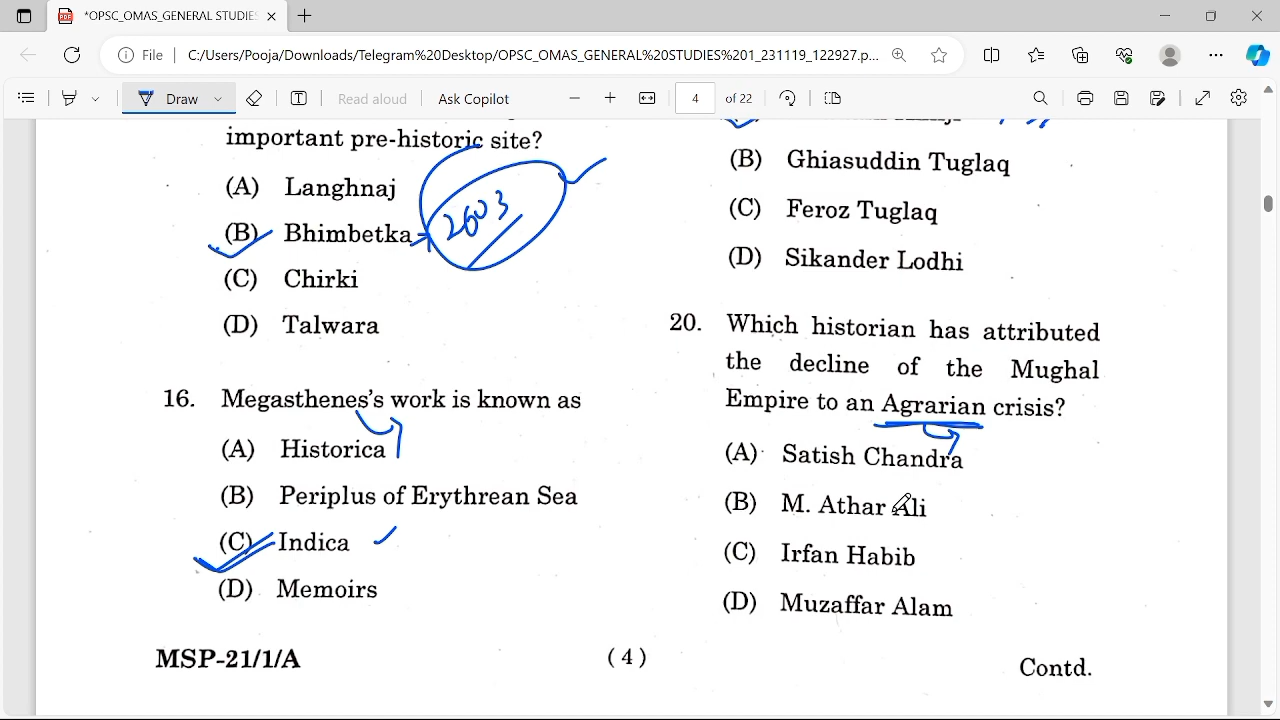 *OPSC_OMAS_GENERAL STUDIES
File
C:/Users/Pooja/Downloads/Telegram%20Desktop/OPSC_OMAS_GENERAL%20STUDIES%201_231119_122927.p...
Draw
Read aloud
Ask Copilot
4
of 22
important pre-historic site?
(A) Langhnaj
(B) Bhimbetka
2603
(C) Chirki
(D) Talwara
16. Megasthenes's work is known as
(A) Historica
(B) Periplus of Erythrean Sea
(C) Indica
(D) Memoirs
(B) Ghiasuddin Tuglaq
(C) Feroz Tuglaq
(D) Sikander Lodhi
20. Which historian has attributed
the decline of the Mughal
Empire to an Agrarian crisis?
(A) Satish Chandra
(B) M. Athar Ali
(C) Irfan Habib
(D) Muzaffar Alam
MSP-21/1/A
( 4 )
Contd.